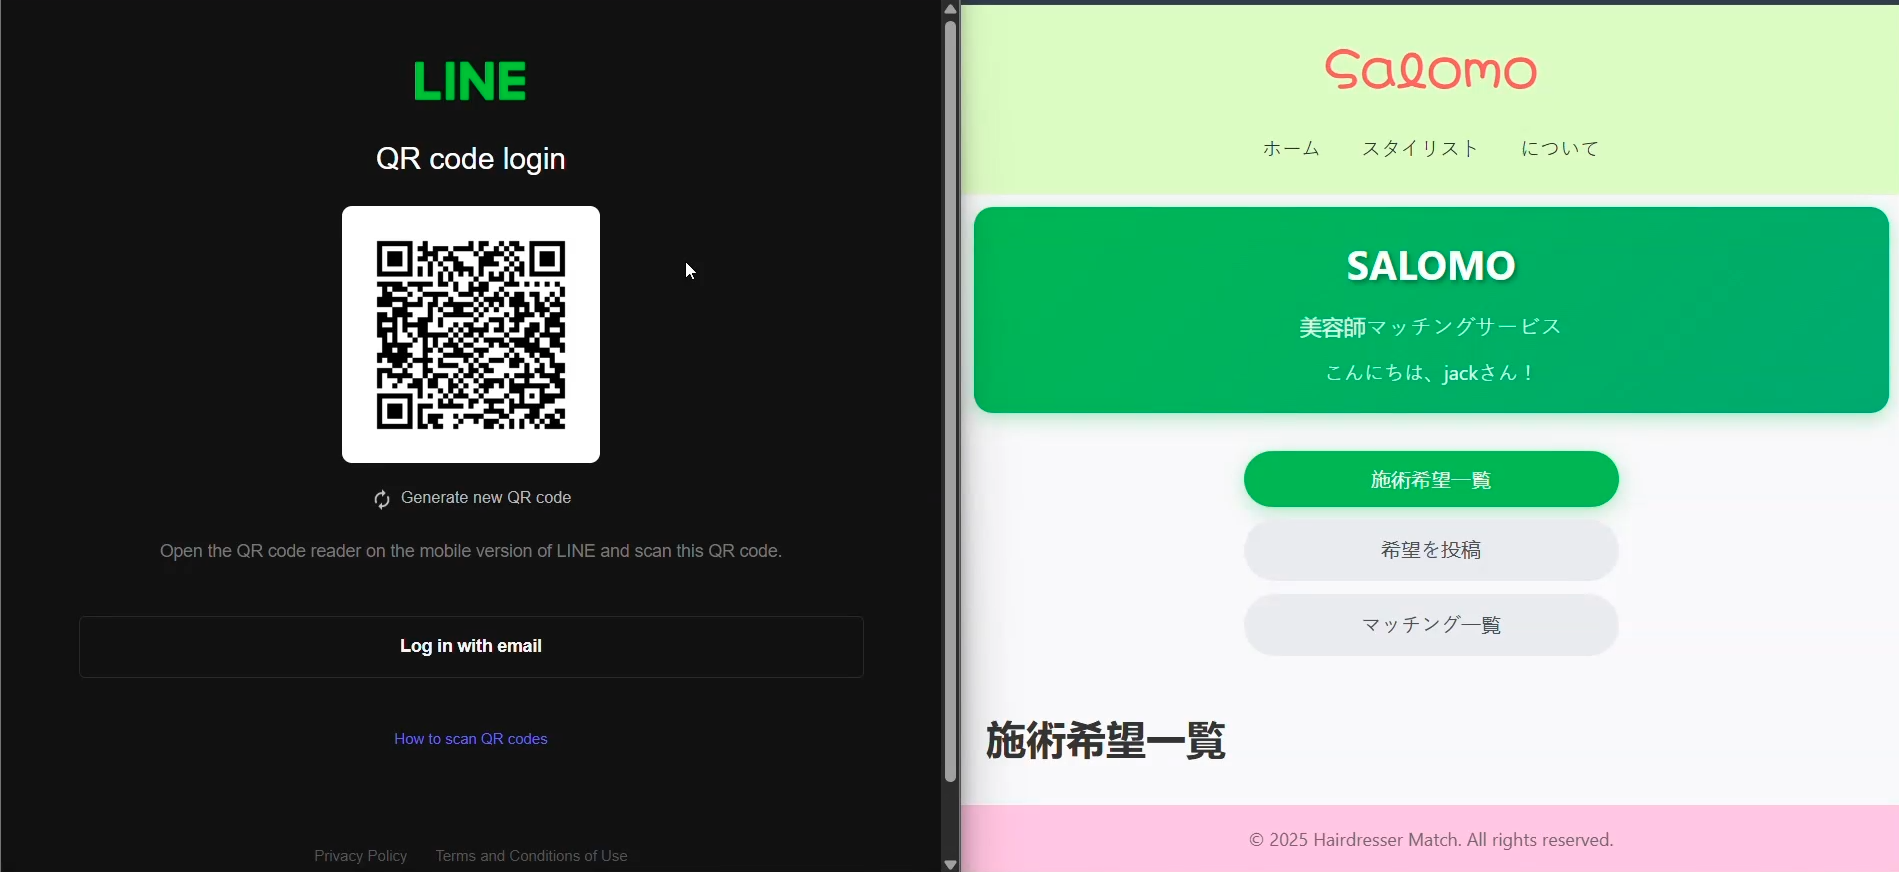 LINE
QR code login
Generate new QR code
Open the QR code reader on the mobile version of LINE and scan this QR code.
Log in with email
How to scan QR codes
Privacy Policy
Terms and Conditions of Use
Salomo
ホーム
スタイリスト
について
SALOMO
美容師マッチングサービス
こんにちは、jackさん！
施術希望一覧
希望を投稿
マッチング一覧
施術希望一覧
© 2025 Hairdresser Match. All rights reserved.